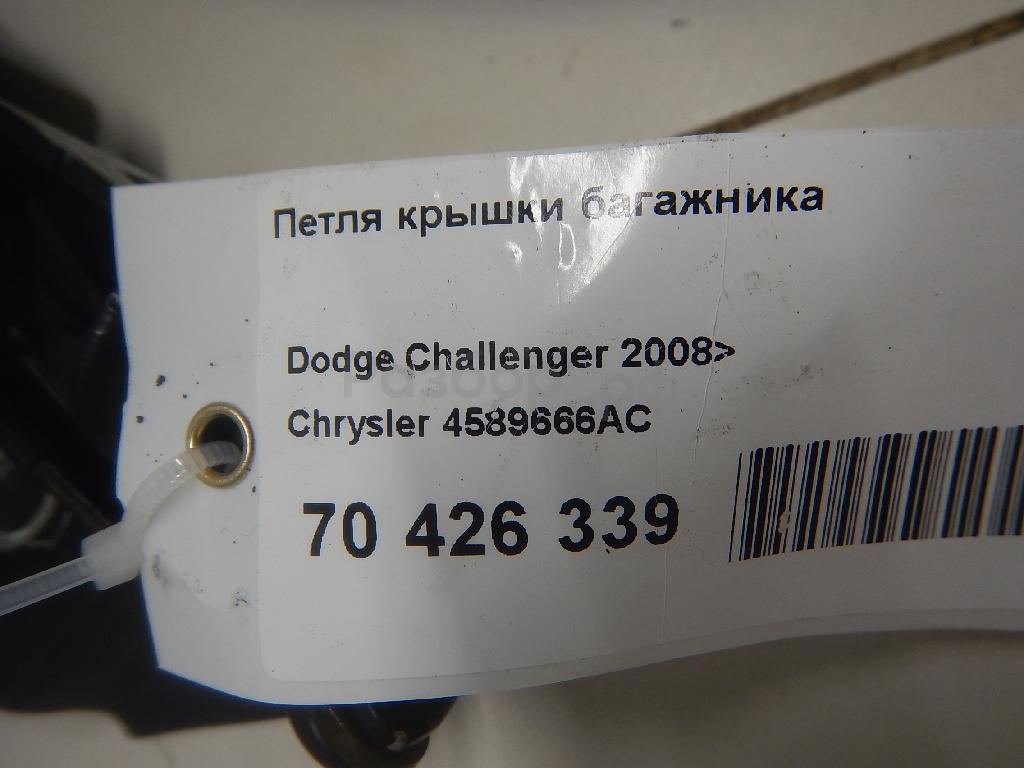 Петля крышки багажника
Dodge Challenger 2008>
Chrysler 4589666AC
70 426 339